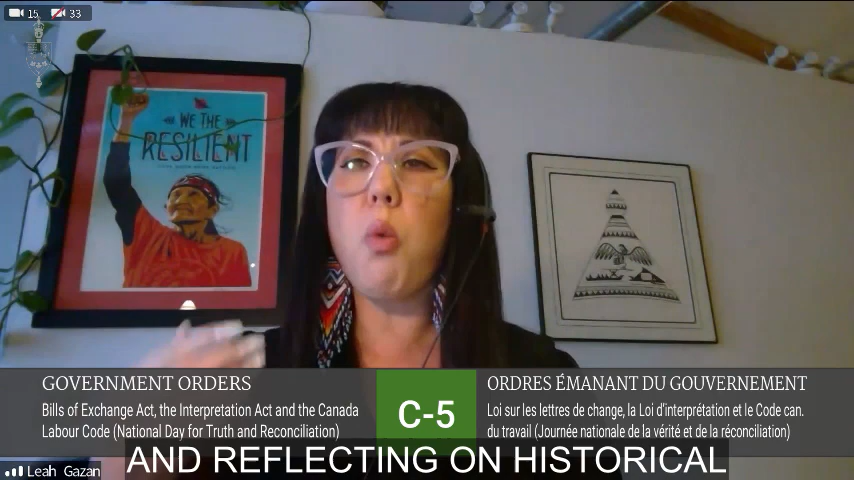 15 33
WE THE
RESILIENT
GOVERNMENT ORDERS
Bills of Exchange Act, the Interpretation Act and the Canada
Labour Code (National Day for Truth and Reconciliation)
C-5
ORDRES ÉMANANT DU GOUVERNEMENT
Loi sur les lettres de change, la Loi d'interprétation et le Code can.
du travail (Journée nationale de la vérité et de la réconciliation)
Leah Gazan
AND REFLECTING ON HISTORICAL